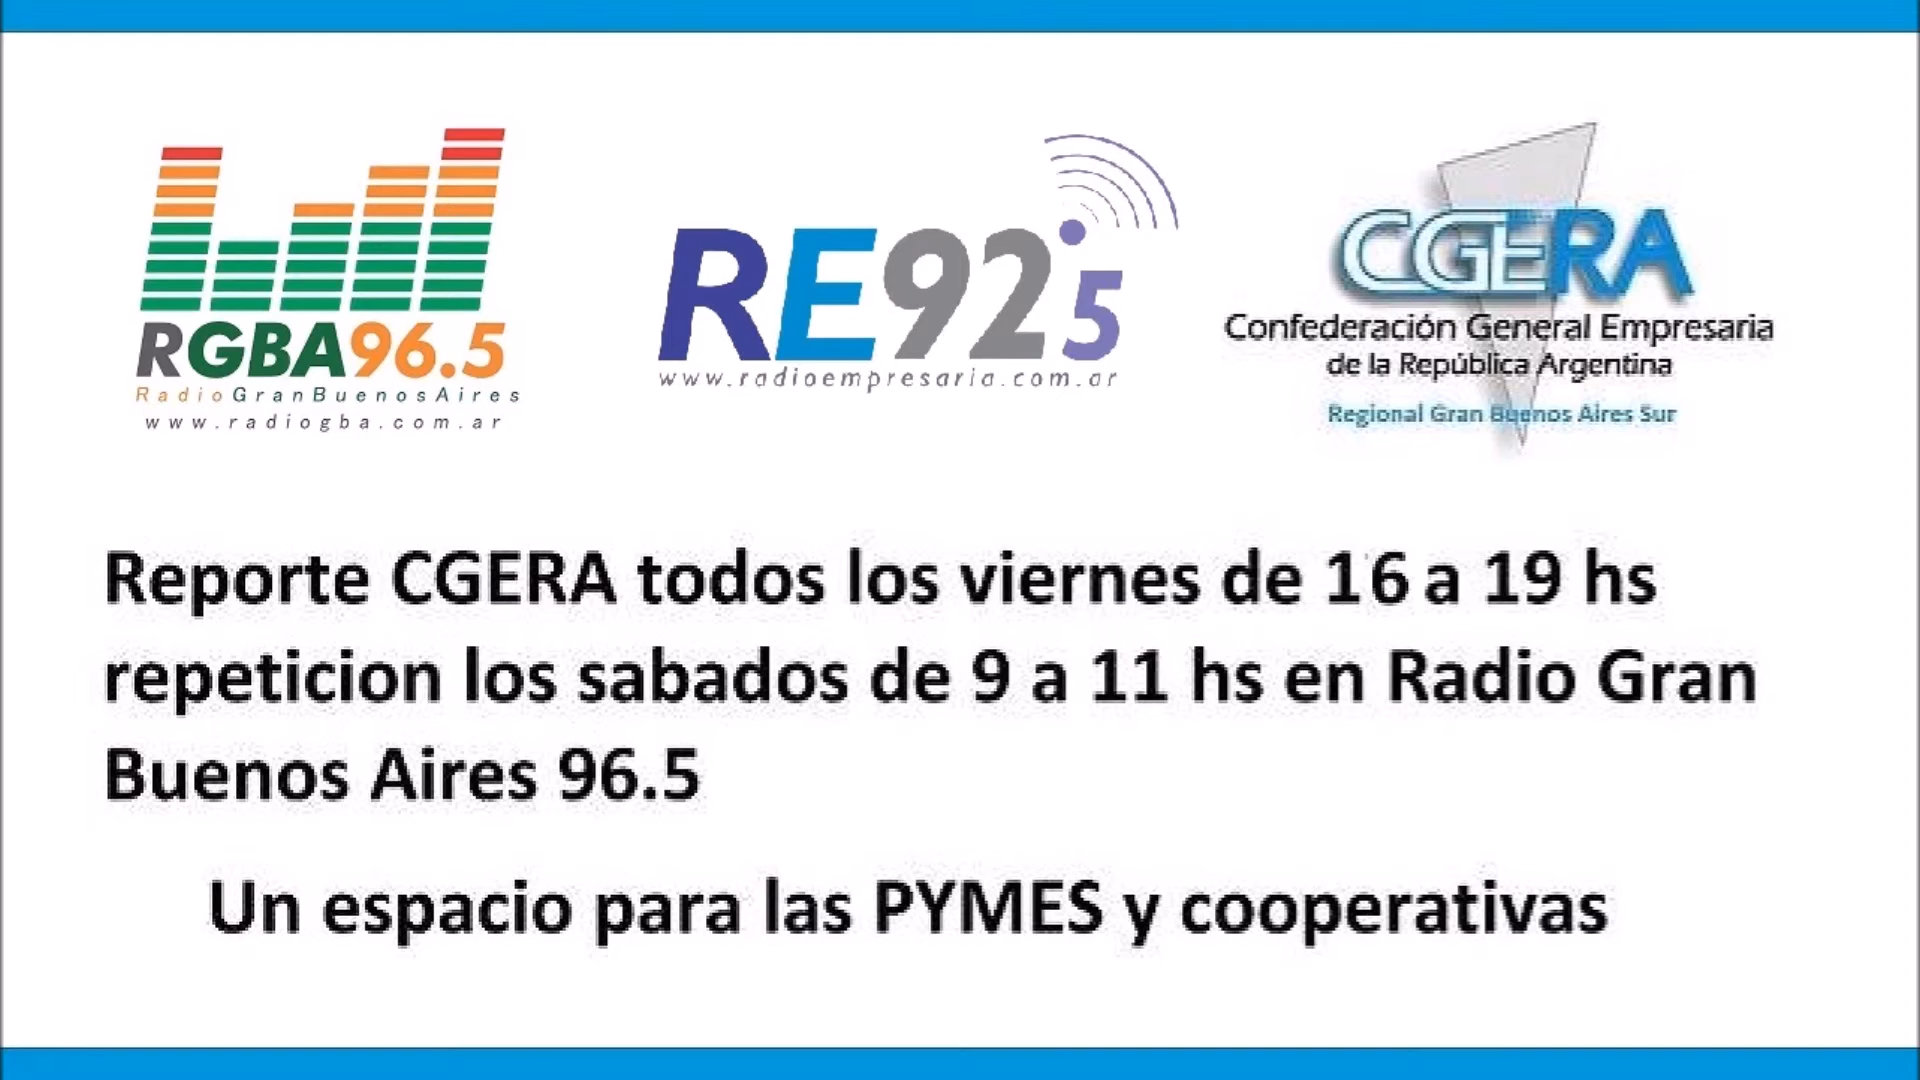 RGBA96.5
RadioGranBuenosAires
www.radiogba.com.ar
RE92.5
www.radioempresaria.com.ar
CGERA
Confederación General Empresaria
de la República Argentina
Regional Gran Buenos Aires Sur
Reporte CGERA todos los viernes de 16 a 19 hs
repeticion los sabados de 9 a 11 hs en Radio Gran
Buenos Aires 96.5
Un espacio para las PYMES y cooperativas